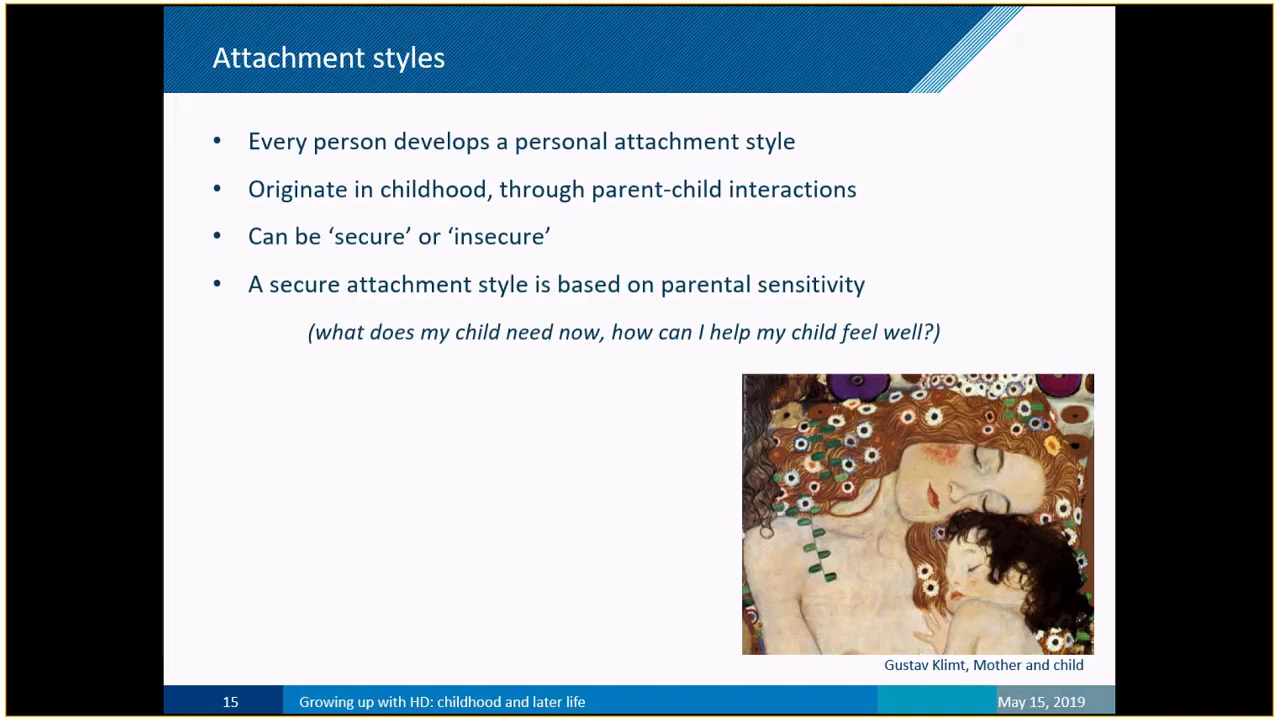 Attachment styles
• Every person develops a personal attachment style
• Originate in childhood, through parent-child interactions
• Can be ‘secure’ or ‘insecure’
• A secure attachment style is based on parental sensitivity
(what does my child need now, how can I help my child feel well?)
Gustav Klimt, Mother and child
15 Growing up with HD: childhood and later life May 15, 2019